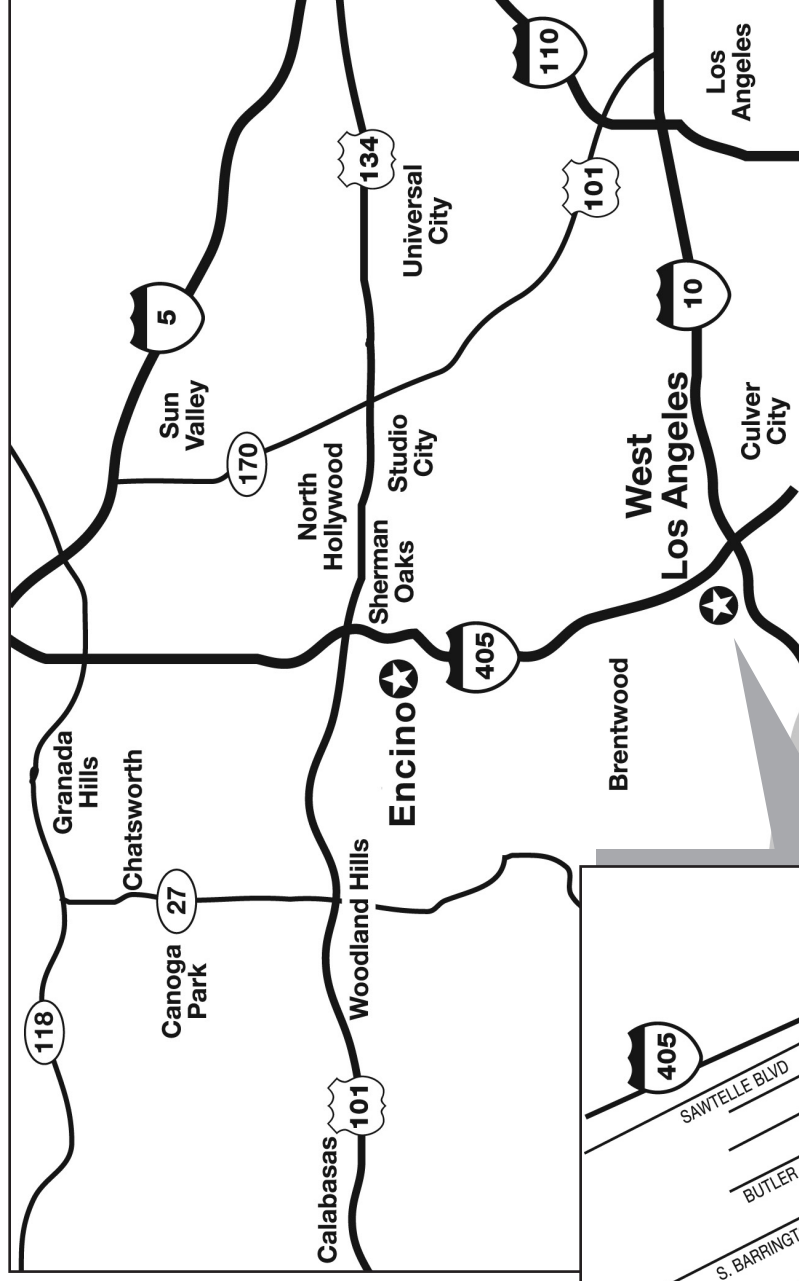 118
Granada
Hills
Chatsworth
27
Canoga
Park
5
Sun
Valley
170
North
Hollywood
134
Universal
City
Studio
City
Sherman
Oaks
Encino
405
Woodland Hills
Calabasas
101
101
110
Los
Angeles
10
West
Los Angeles
Culver
City
Brentwood
405
SAWTELLE BLVD
BUTLER
S. BARRINGT